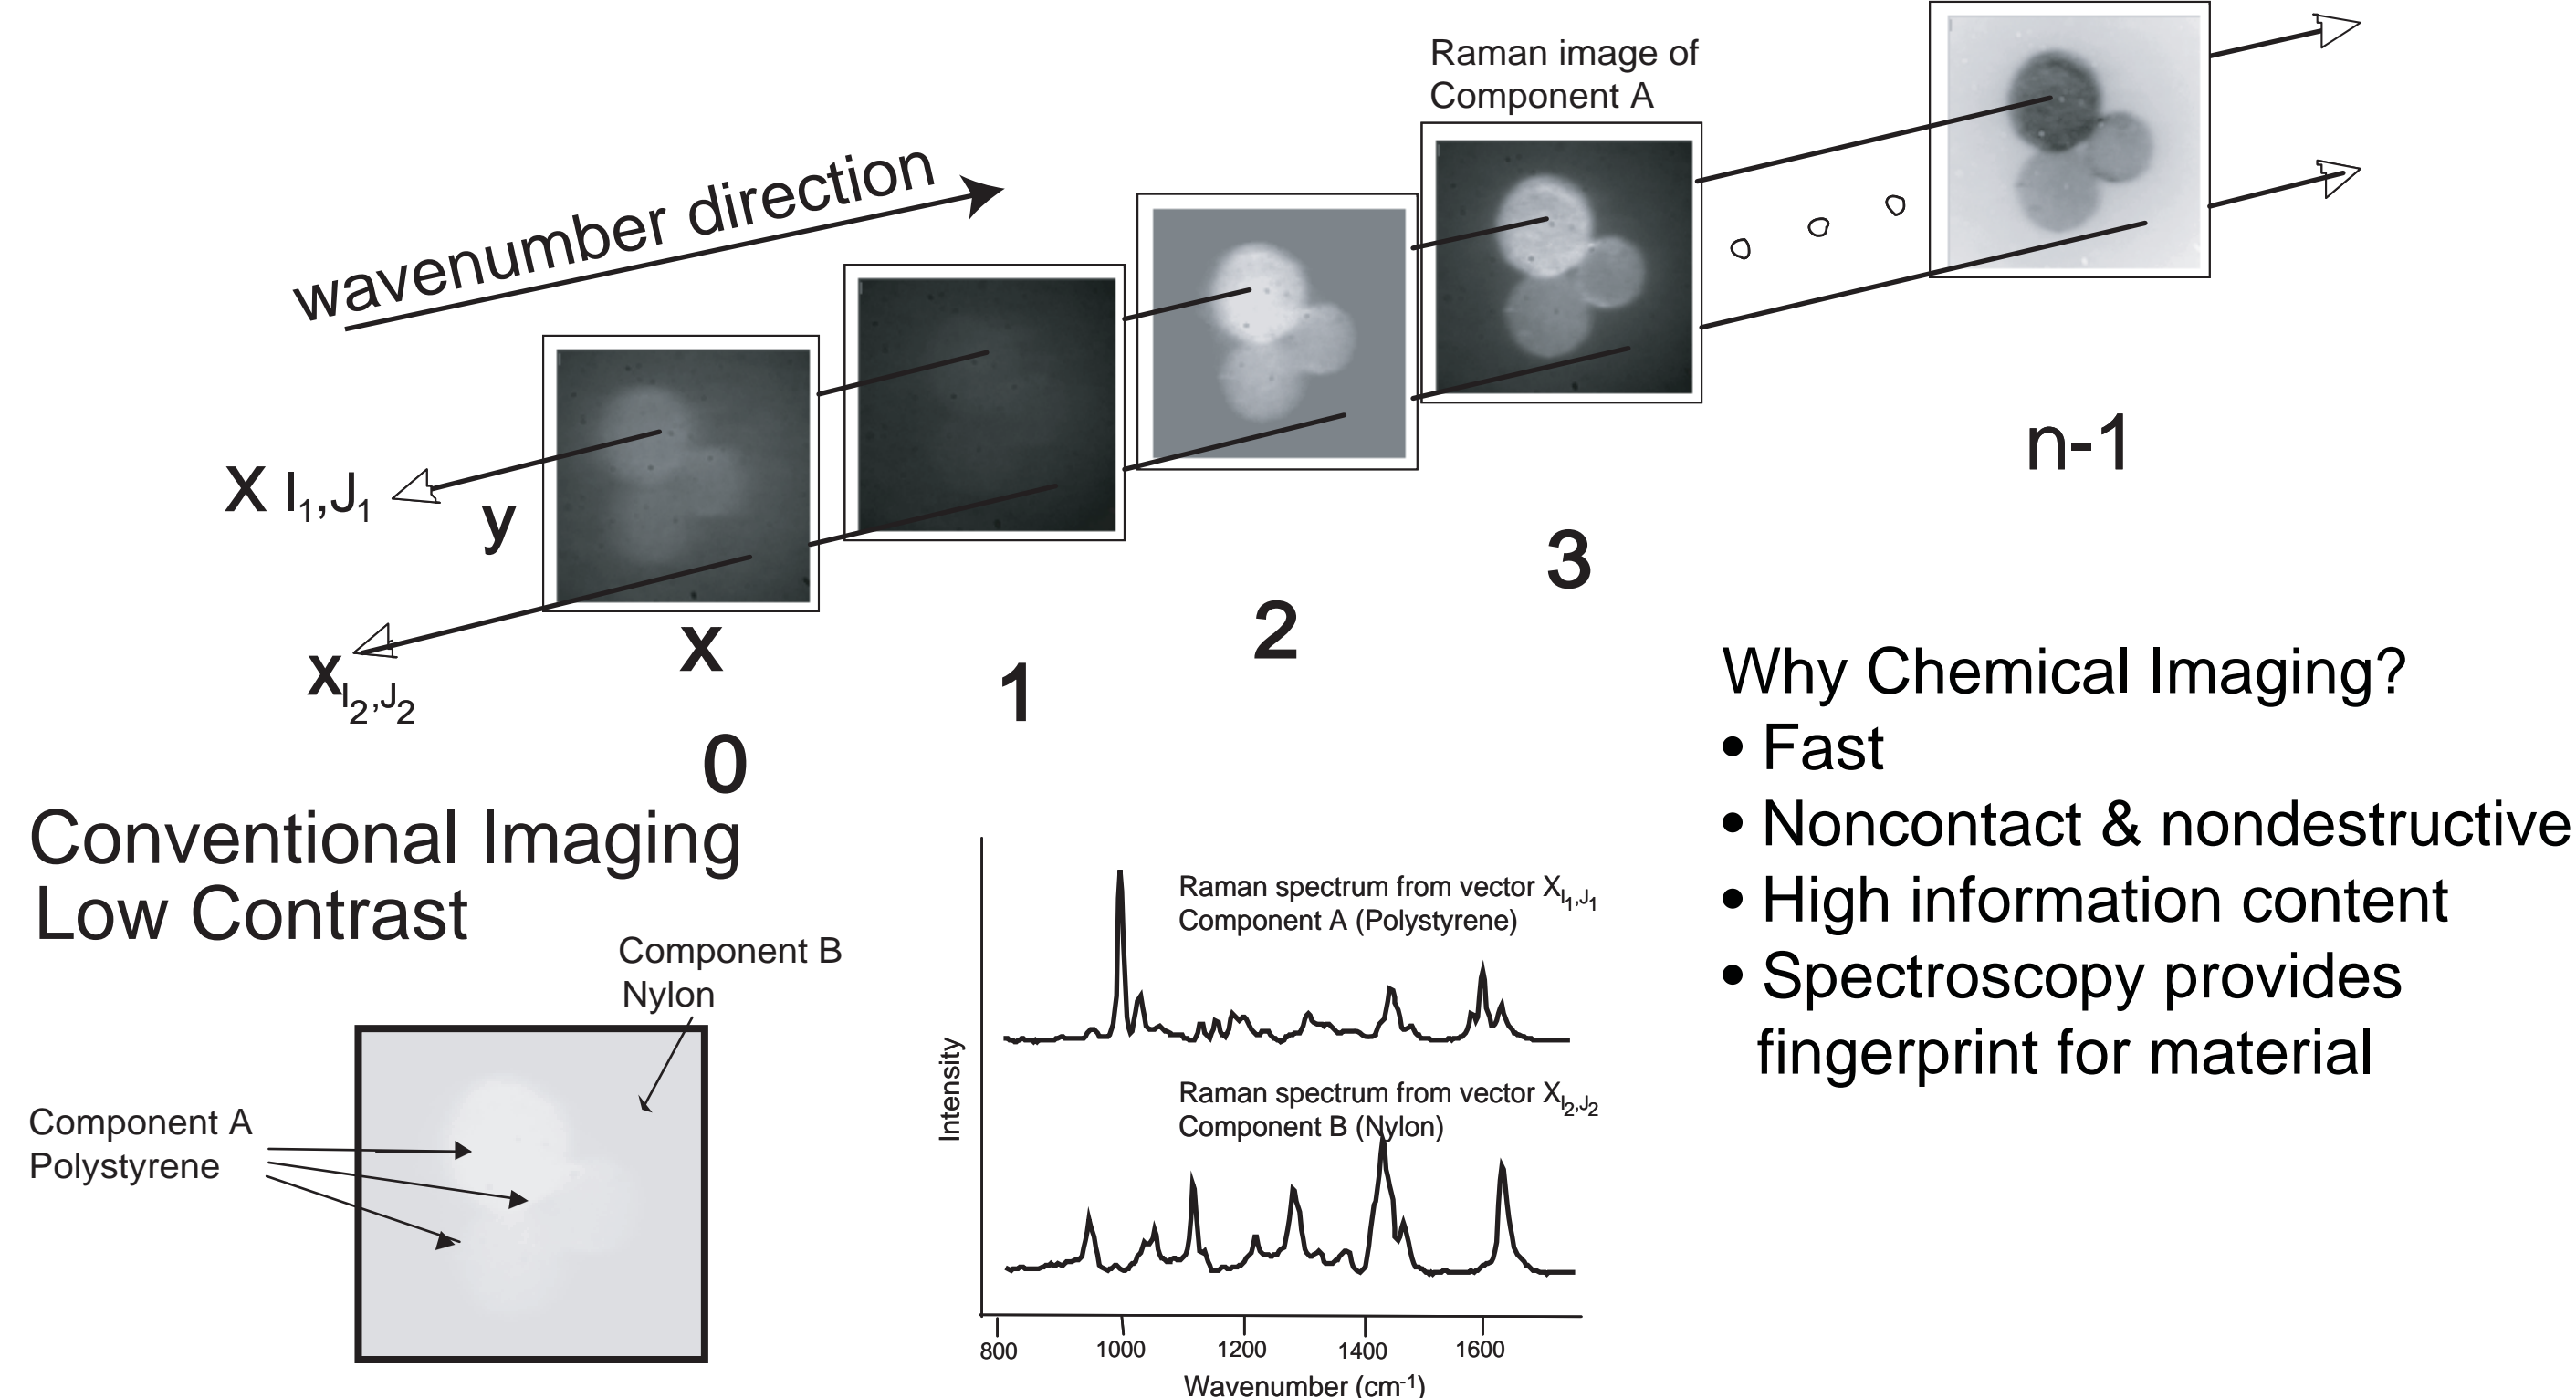 Raman image of
Component A
wavenumber direction
X I₁,J₁
y
x
X I₂,J₂
0
1
2
3
n-1
Conventional Imaging
Low Contrast
Component B
Nylon
Component A
Polystyrene
Raman spectrum from vector X I₁,J₁
Component A (Polystyrene)
Raman spectrum from vector X I₂,J₂
Component B (Nylon)
Intensity
800 1000 1200 1400 1600
Wavenumber (cm⁻¹)
Why Chemical Imaging?
• Fast
• Noncontact & nondestructive
• High information content
• Spectroscopy provides
fingerprint for material